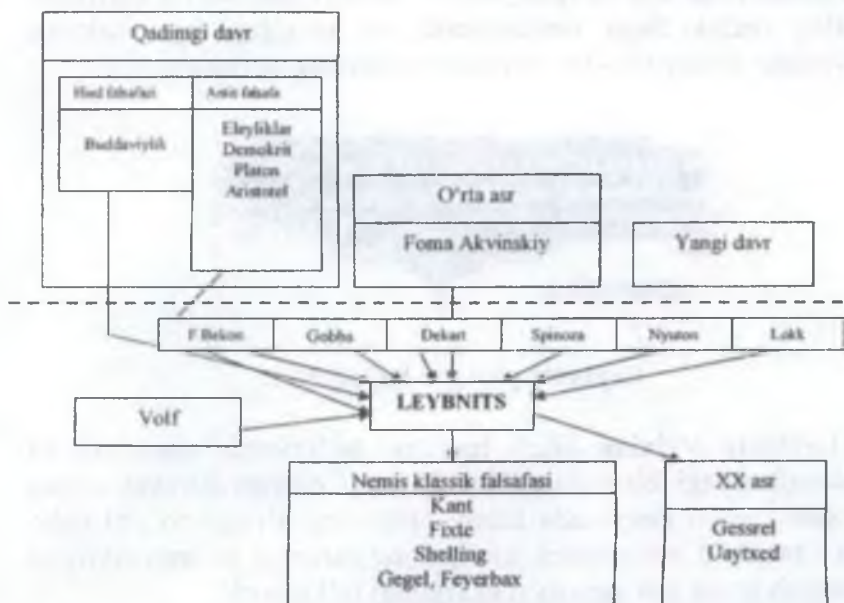 Qadimgi davr
Hind falsafasi
Antik falsafa
Buddaviylik
Eleyliklar
Demokrit
Platon
Aristotel
O'rta asr
Foma Akvinskiy
Yangi davr
F.Bekon
Gobbs
Dekart
Spinoza
Nyuton
Lokk
LEYBNITS
Volf
Nemis klassik falsafasi
Kant
Fixte
Shelling
Gegel, Feyerbax
XX asr
Gessrel
Uaytxed